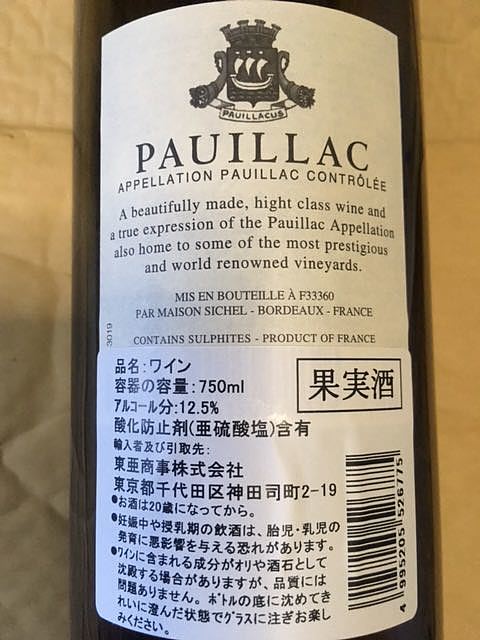 PAUILLACUS
PAUILLAC
APPELLATION PAUILLAC CONTRÔLÉE
A beautifully made, hight class wine and
a true expression of the Pauillac Appellation
also home to some of the most prestigious
and world renowned vineyards.
MIS EN BOUTEILLE À F33360
PAR MAISON SICHEL - BORDEAUX - FRANCE
3019
CONTAINS SULPHITES - PRODUCT OF FRANCE
品名:ワイン
容器の容量:750ml
アルコール分:12.5%
果実酒
酸化防止剤(亜硫酸塩)含有
輸入者及び引取先:
東亜商事株式会社
東京都千代田区神田司町2-19
●お酒は20歳になってから。
●妊娠中や授乳期の飲酒は、胎児・乳児の
発育に悪影響を与える恐れがあります。
●ワインに含まれる成分がオリや酒石として
沈殿する場合がありますが、品質には
問題ありません。ボトルの底に沈めてき
れいに澄んだ状態でグラスに注ぎお楽し
みください。
4 995205 526775